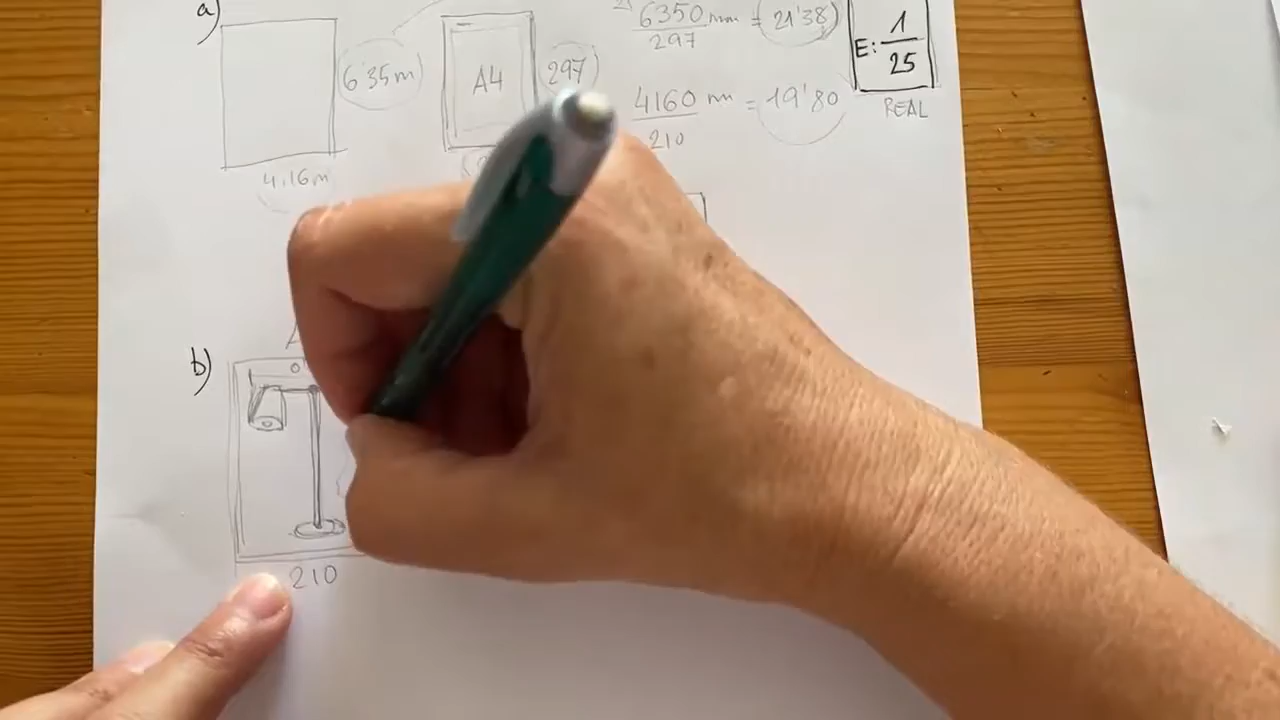 a)
6'35m
A4
297
4,16m
6350 mm = 21'38
297
4160 mm = 19'80
210
E: 1
25
REAL
b)
210